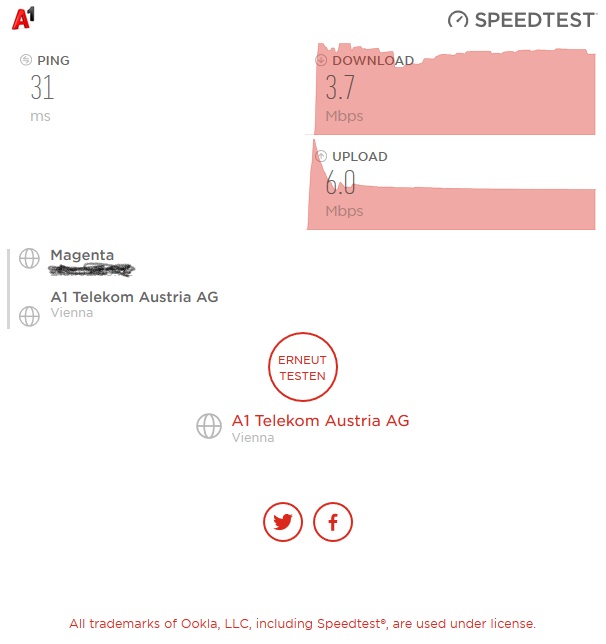 A1
SPEEDTEST
PING
31
ms
DOWNLOAD
3.7
Mbps
UPLOAD
6.0
Mbps
Magenta
A1 Telekom Austria AG
Vienna
ERNEUT
TESTEN
A1 Telekom Austria AG
Vienna
All trademarks of Ookla, LLC, including Speedtest®, are used under license.